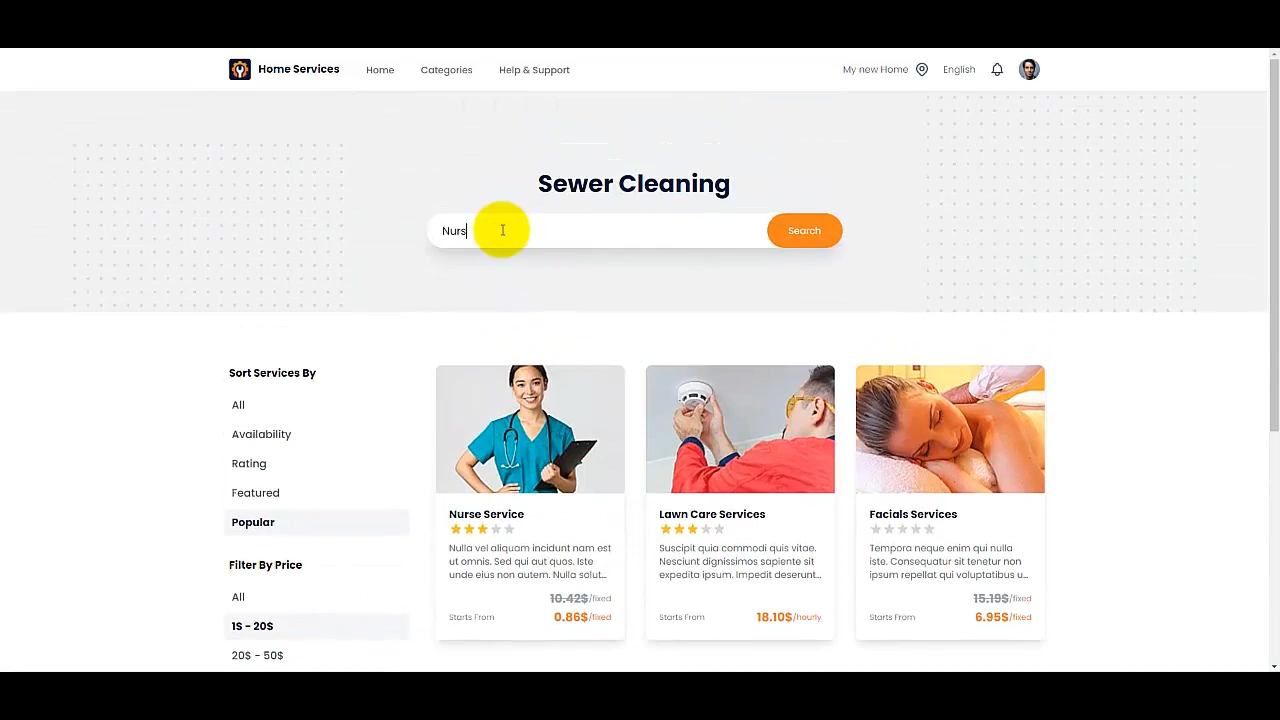 Home Services
Home
Categories
Help & Support
My new Home
English
Sewer Cleaning
Nurs
Search
Sort Services By
All
Availability
Rating
Featured
Popular
Filter By Price
All
1$ - 20$
20$ - 50$
Nurse Service
Nulla vel aliquam incidunt nam est
ut omnis. Sed qui aut quos. Iste
unde eius non autem. Nulla solut...
10.42$/fixed
Starts From 0.86$/fixed
Lawn Care Services
Suscipit quia commodi quis vitae.
Nesciunt dignissimos sapiente sit
expedita ipsum. Impedit deserunt...
Starts From 18.10$/hourly
Facials Services
Tempora neque enim qui nulla
iste. Consequatur sit tenetur non
ipsum repellat qui voluptatibus u...
15.19$/fixed
Starts From 6.95$/fixed